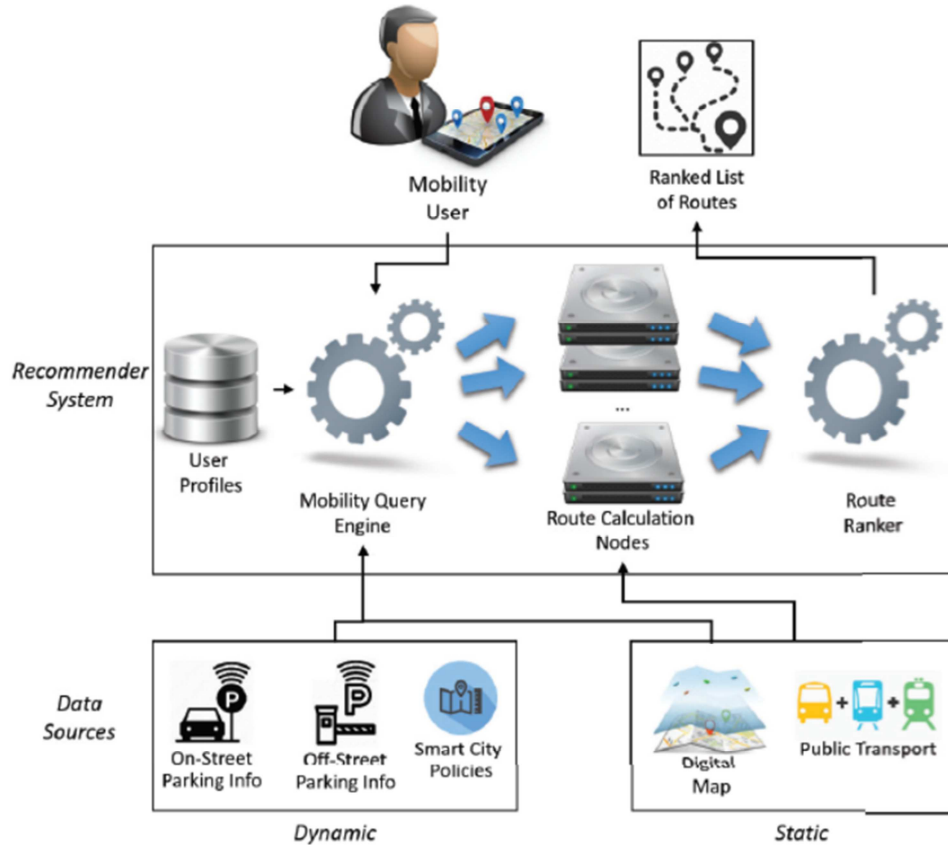 Mobility
User
Ranked List
of Routes
Recommender
System
User
Profiles
Mobility Query
Engine
...
Route Calculation
Nodes
Route
Ranker
Data
Sources
P
On-Street
Parking Info
P
Off-Street
Parking Info
Smart City
Policies
Digital
Map
+ +
Public Transport
Dynamic
Static